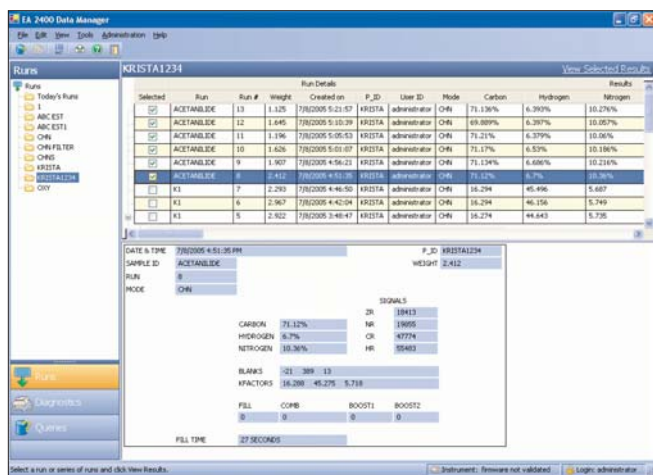 EA 2400 Data Manager
File Edit View Tools Administration Help
Runs
KRISTA1234
View Selected Results
Runs
Today's Runs
1
ABC EST
ABC EST1
CHN
CHN FILTER
CHNS
KRISTA
KRISTA1234
OXY
Run Details Results
Selected Run Run # Weight Created on P_ID User ID Mode Carbon Hydrogen Nitrogen
ACETANILIDE 13 1.125 7/8/2005 5:21:57 KRISTA administrator CHN 71.136% 6.393% 10.276%
ACETANILIDE 12 1.645 7/8/2005 5:10:39 KRISTA administrator CHN 69.889% 6.397% 10.057%
ACETANILIDE 11 1.196 7/8/2005 5:05:53 KRISTA administrator CHN 71.21% 6.379% 10.06%
ACETANILIDE 10 1.626 7/8/2005 5:01:07 KRISTA administrator CHN 71.17% 6.53% 10.186%
ACETANILIDE 9 1.907 7/8/2005 4:56:21 KRISTA administrator CHN 71.134% 6.686% 10.216%
ACETANILIDE 8 2.412 7/8/2005 4:51:35 KRISTA administrator CHN 71.12% 6.7% 10.36%
K1 7 2.293 7/8/2005 4:46:50 KRISTA administrator CHN 16.294 45.496 5.687
K1 6 2.967 7/8/2005 4:42:04 KRISTA administrator CHN 16.294 46.156 5.749
K1 5 2.922 7/8/2005 3:48:47 KRISTA administrator CHN 16.274 44.643 5.735
DATE & TIME 7/8/2005 4:51:35 PM P_ID KRISTA1234
SAMPLE ID ACETANILIDE WEIGHT 2.412
RUN 8
MODE CHN
SIGNALS
ZR 18413
CARBON 71.12% NR 19855
HYDROGEN 6.7% CR 47774
NITROGEN 10.36% HR 55483
BLANKS -21 389 13
KFACTORS 16.288 45.275 5.718
FILL COMB BOOST1 BOOST2
0 0 0 0
FILL TIME 27 SECONDS
Runs
Diagnostics
Queries
Select a run or series of runs and click View Results.
Instrument: firmware not validated
Login: administrator